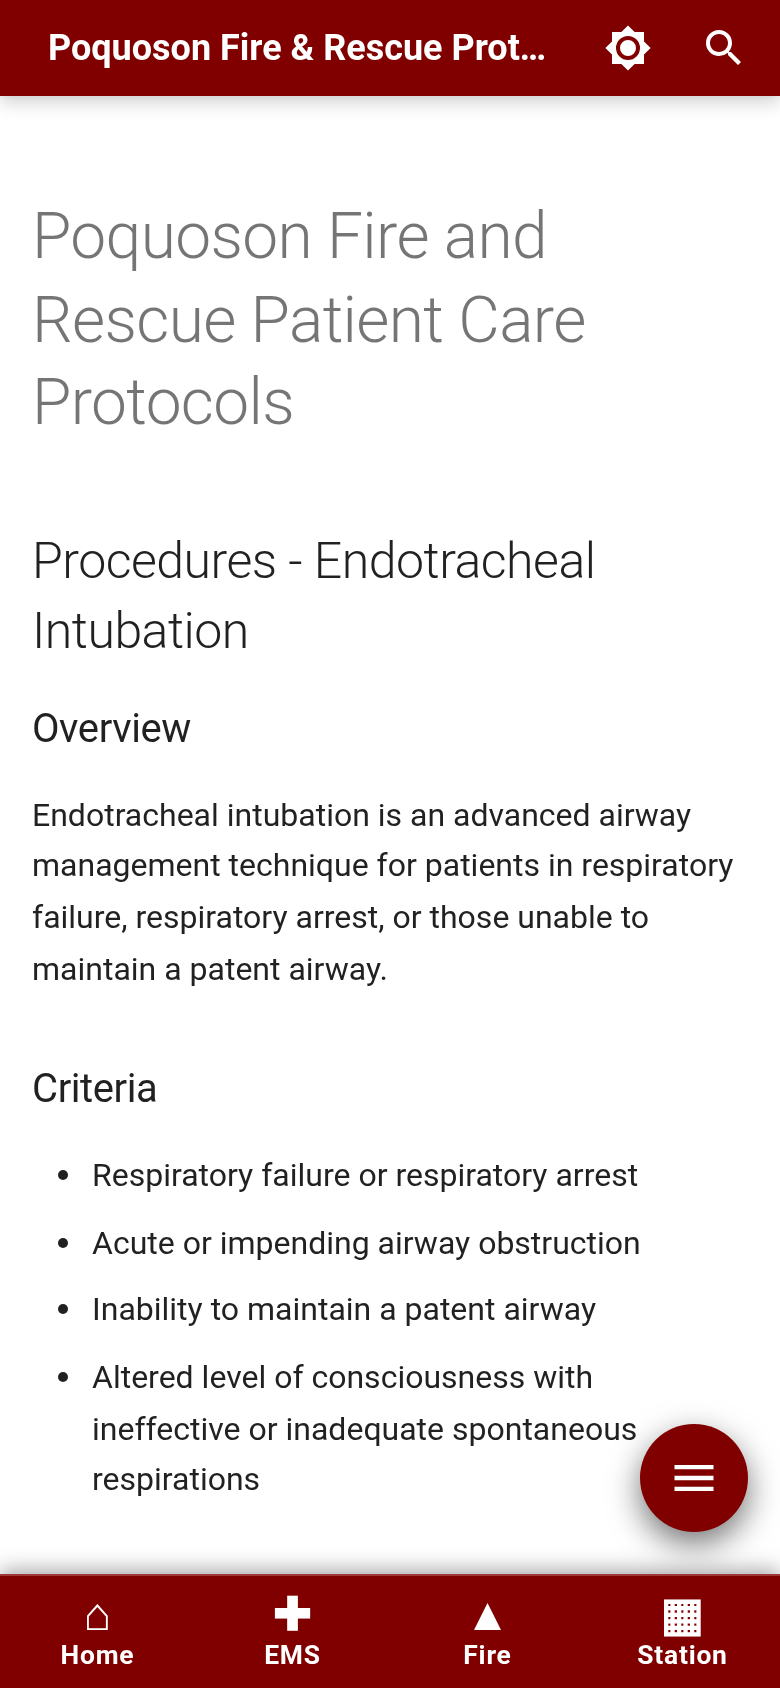 Poquoson Fire & Rescue Prot...
Poquoson Fire and
Rescue Patient Care
Protocols
Procedures - Endotracheal
Intubation
Overview
Endotracheal intubation is an advanced airway
management technique for patients in respiratory
failure, respiratory arrest, or those unable to
maintain a patent airway.
Criteria
• Respiratory failure or respiratory arrest
• Acute or impending airway obstruction
• Inability to maintain a patent airway
• Altered level of consciousness with
ineffective or inadequate spontaneous
respirations
Home EMS Fire Station